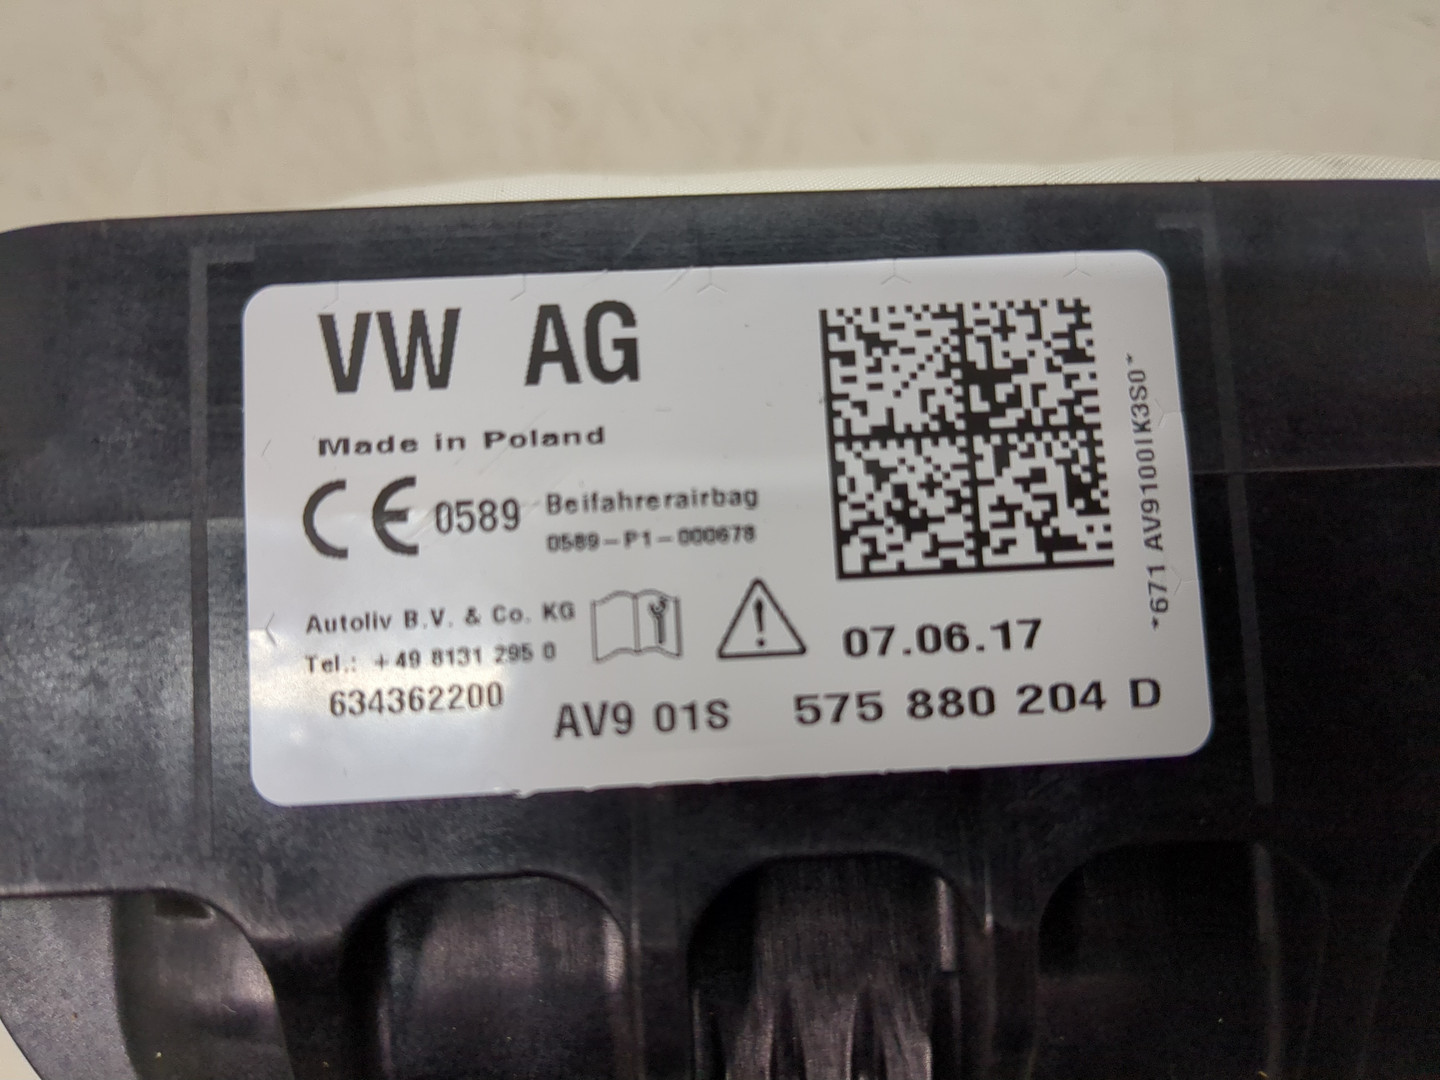 VW AG
Made in Poland
CE 0589 Beifahrerairbag
0589-P1-000678
Autoliv B.V. & Co. KG
Tel.: +49 8131 295 0
634362200
07.06.17
AV9 01S 575 880 204 D
*671 AV9100IK3S0*